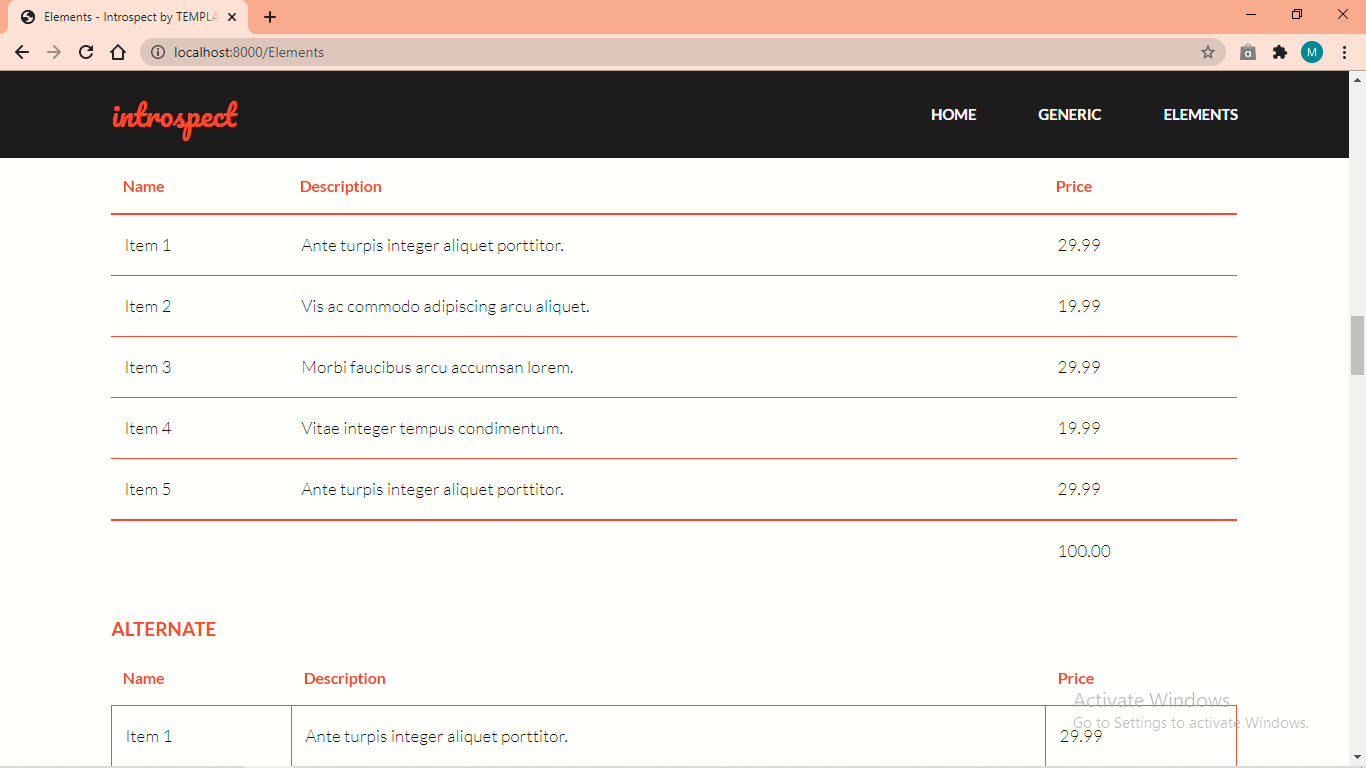 Elements - Introspect by TEMPLA
localhost:8000/Elements
M
introspect HOME GENERIC ELEMENTS
Name Description Price
Item 1 Ante turpis integer aliquet porttitor. 29.99
Item 2 Vis ac commodo adipiscing arcu aliquet. 19.99
Item 3 Morbi faucibus arcu accumsan lorem. 29.99
Item 4 Vitae integer tempus condimentum. 19.99
Item 5 Ante turpis integer aliquet porttitor. 29.99
100.00
ALTERNATE
Name Description Price
Activate Windows
Go to Settings to activate Windows.
Item 1 Ante turpis integer aliquet porttitor. 29.99